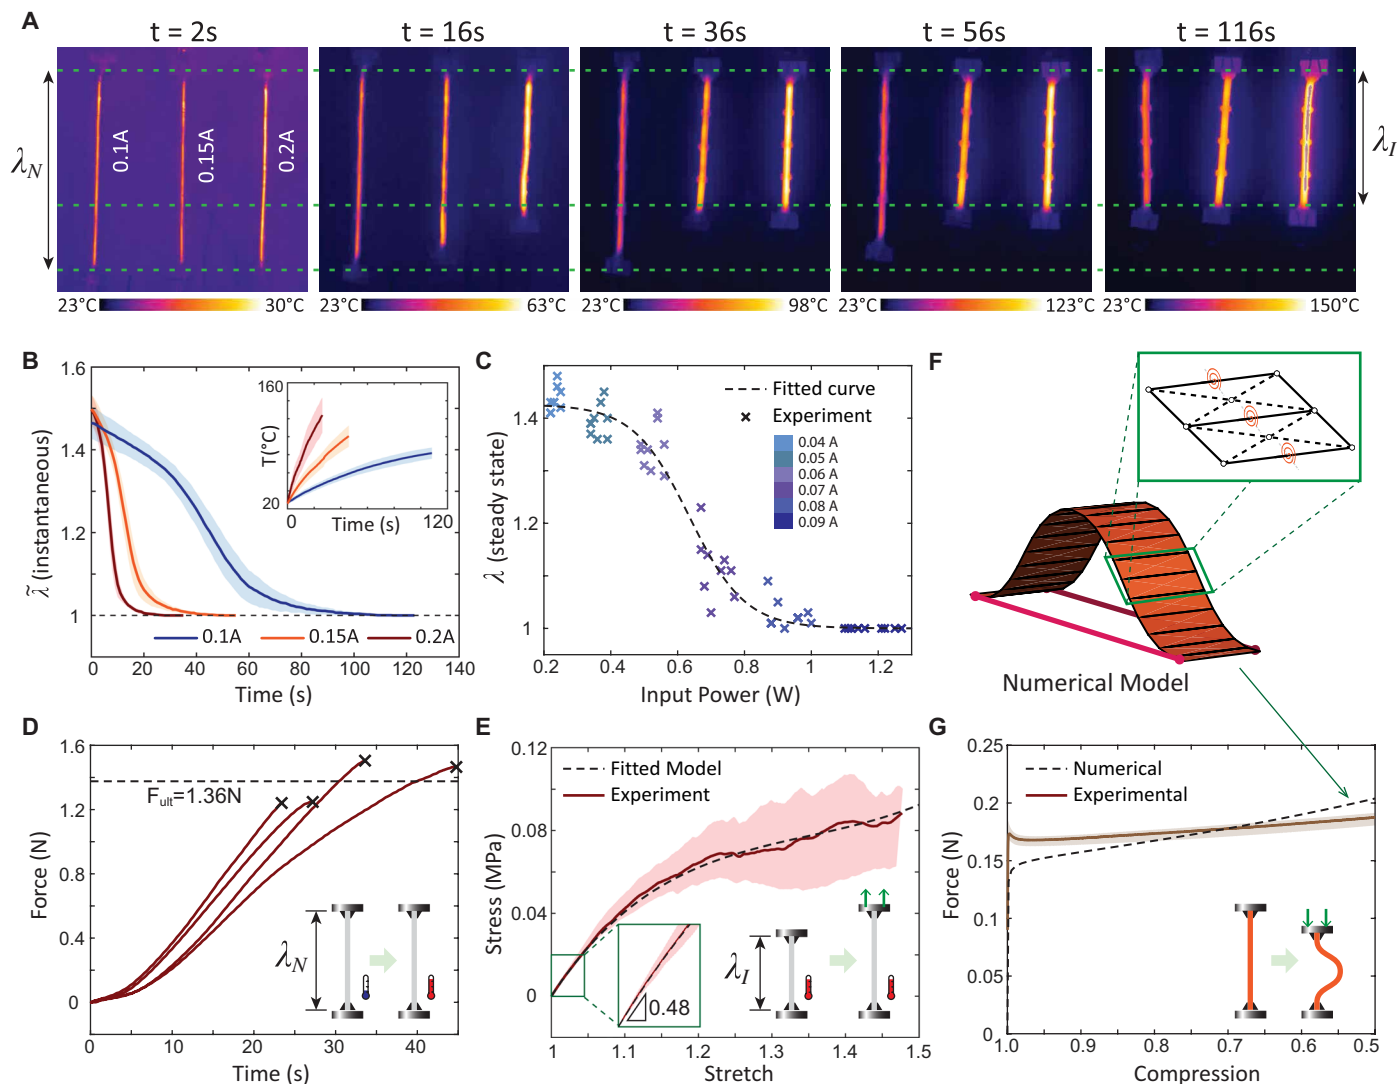 A
t = 2s
t = 16s
t = 36s
t = 56s
t = 116s
λN
0.1A
0.15A
0.2A
λI
23°C 30°C
23°C 63°C
23°C 98°C
23°C 123°C
23°C 150°C
B
λ̃ (instantaneous)
1.6
1.4
1.2
1
0 20 40 60 80 100 120 140
Time (s)
0.1A 0.15A 0.2A
160
T(°C)
20
0 120
Time (s)
C
λ (steady state)
1.4
1.2
1
0.2 0.4 0.6 0.8 1 1.2
Input Power (W)
Fitted curve
Experiment
0.04 A
0.05 A
0.06 A
0.07 A
0.08 A
0.09 A
F
Numerical Model
D
Force (N)
1.6
1.2
0.8
0.4
0
0 10 20 30 40
Time (s)
Fult=1.36N
λN
E
Stress (MPa)
0.12
0.08
0.04
0
1 1.1 1.2 1.3 1.4 1.5
Stretch
Fitted Model
Experiment
0.48
λI
G
Force (N)
0.25
0.2
0.15
0.1
0.05
0
1.0 0.9 0.8 0.7 0.6 0.5
Compression
Numerical
Experimental